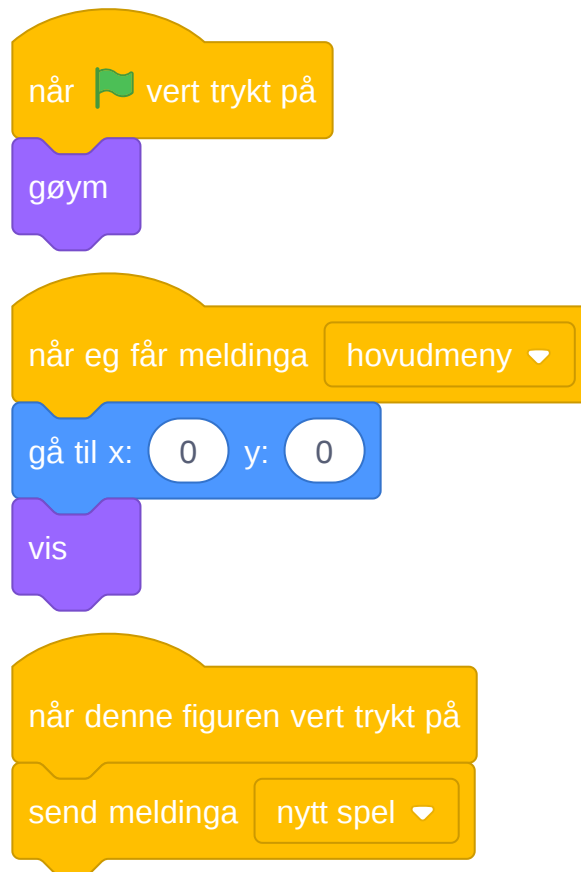 når vert trykt på
gøym
når eg får meldinga hovudmeny
gå til x: 0 y: 0
vis
når denne figuren vert trykt på
send meldinga nytt spel